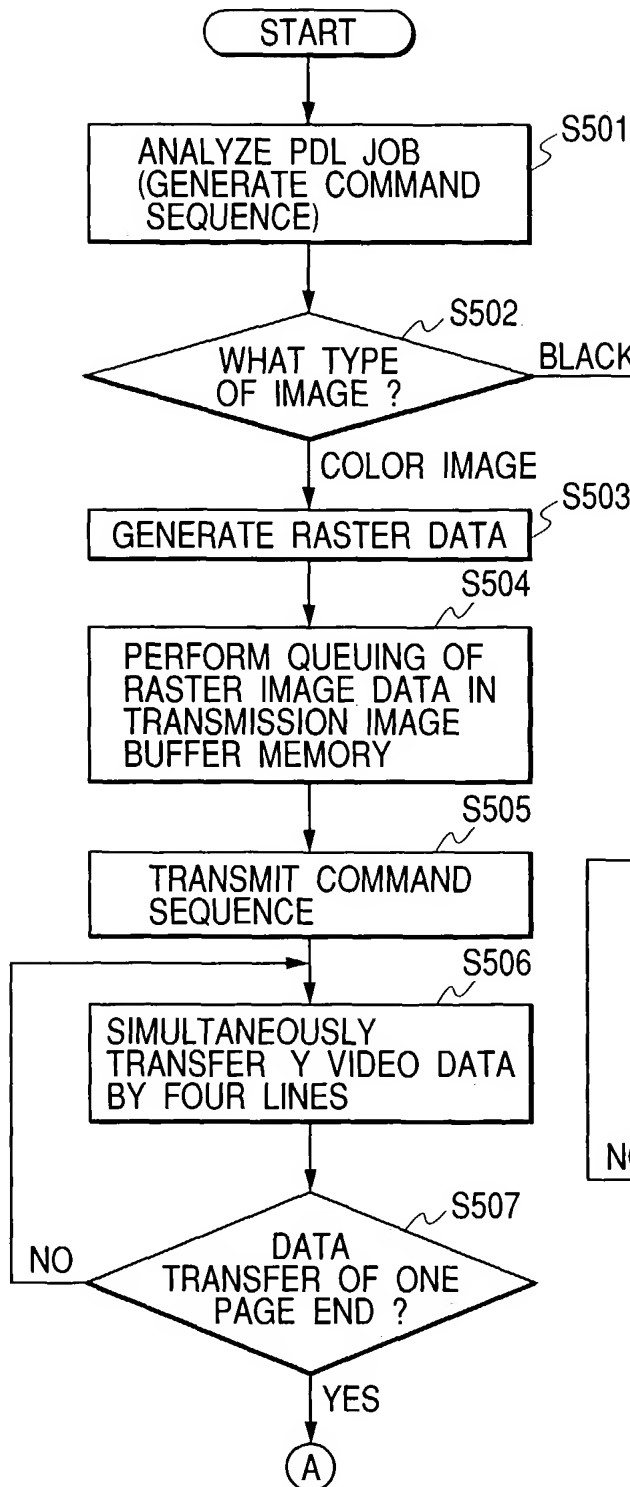 START
S501
ANALYZE PDL JOB
(GENERATE COMMAND
SEQUENCE)
S502
WHAT TYPE
OF IMAGE ?
BLACK
COLOR IMAGE
S503
GENERATE RASTER DATA
S504
PERFORM QUEUING OF
RASTER IMAGE DATA IN
TRANSMISSION IMAGE
BUFFER MEMORY
S505
TRANSMIT COMMAND
SEQUENCE
S506
SIMULTANEOUSLY
TRANSFER Y VIDEO DATA
BY FOUR LINES
S507
DATA
TRANSFER OF ONE
PAGE END ?
NO
NO
YES
A